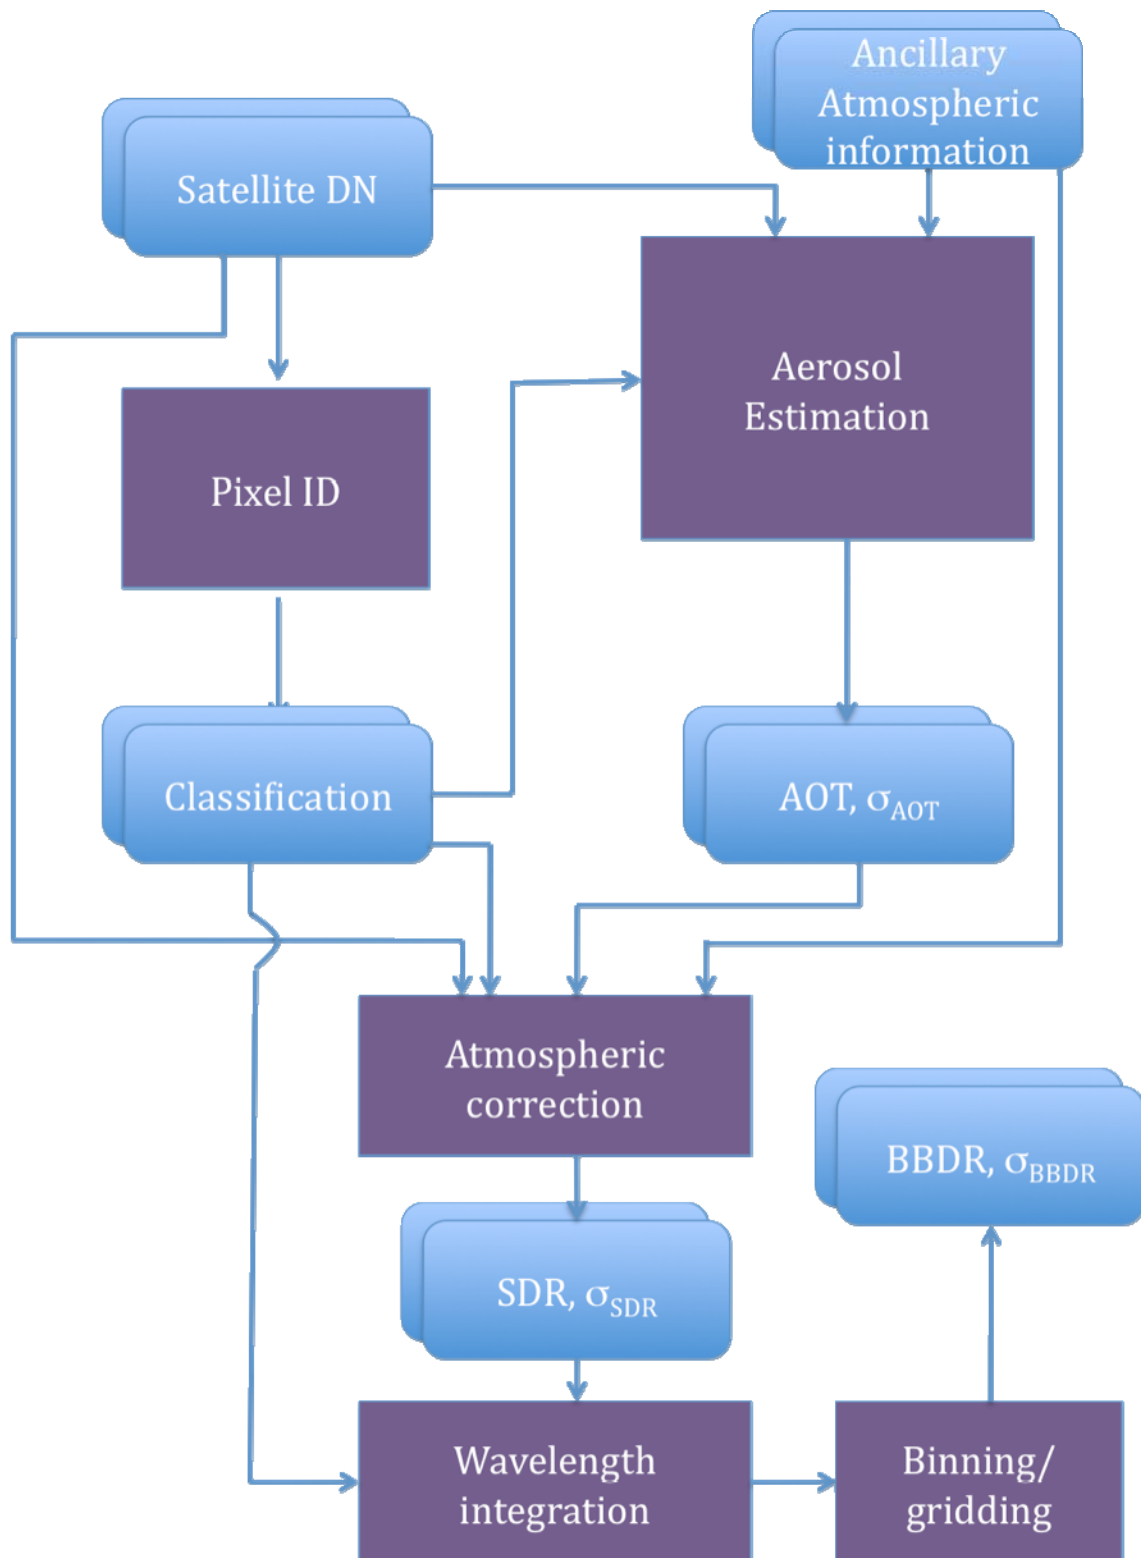 Ancillary
Atmospheric
information
Satellite DN
Aerosol
Estimation
Pixel ID
Classification
AOT, σAOT
Atmospheric
correction
BBDR, σBBDR
SDR, σSDR
Wavelength
integration
Binning/
gridding